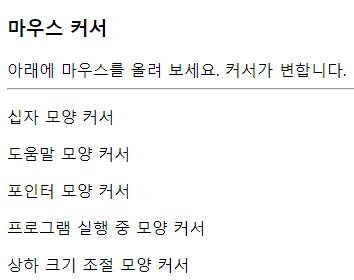 마우스 커서
아래에 마우스를 올려 보세요. 커서가 변합니다.
십자 모양 커서
도움말 모양 커서
포인터 모양 커서
프로그램 실행 중 모양 커서
상하 크기 조절 모양 커서